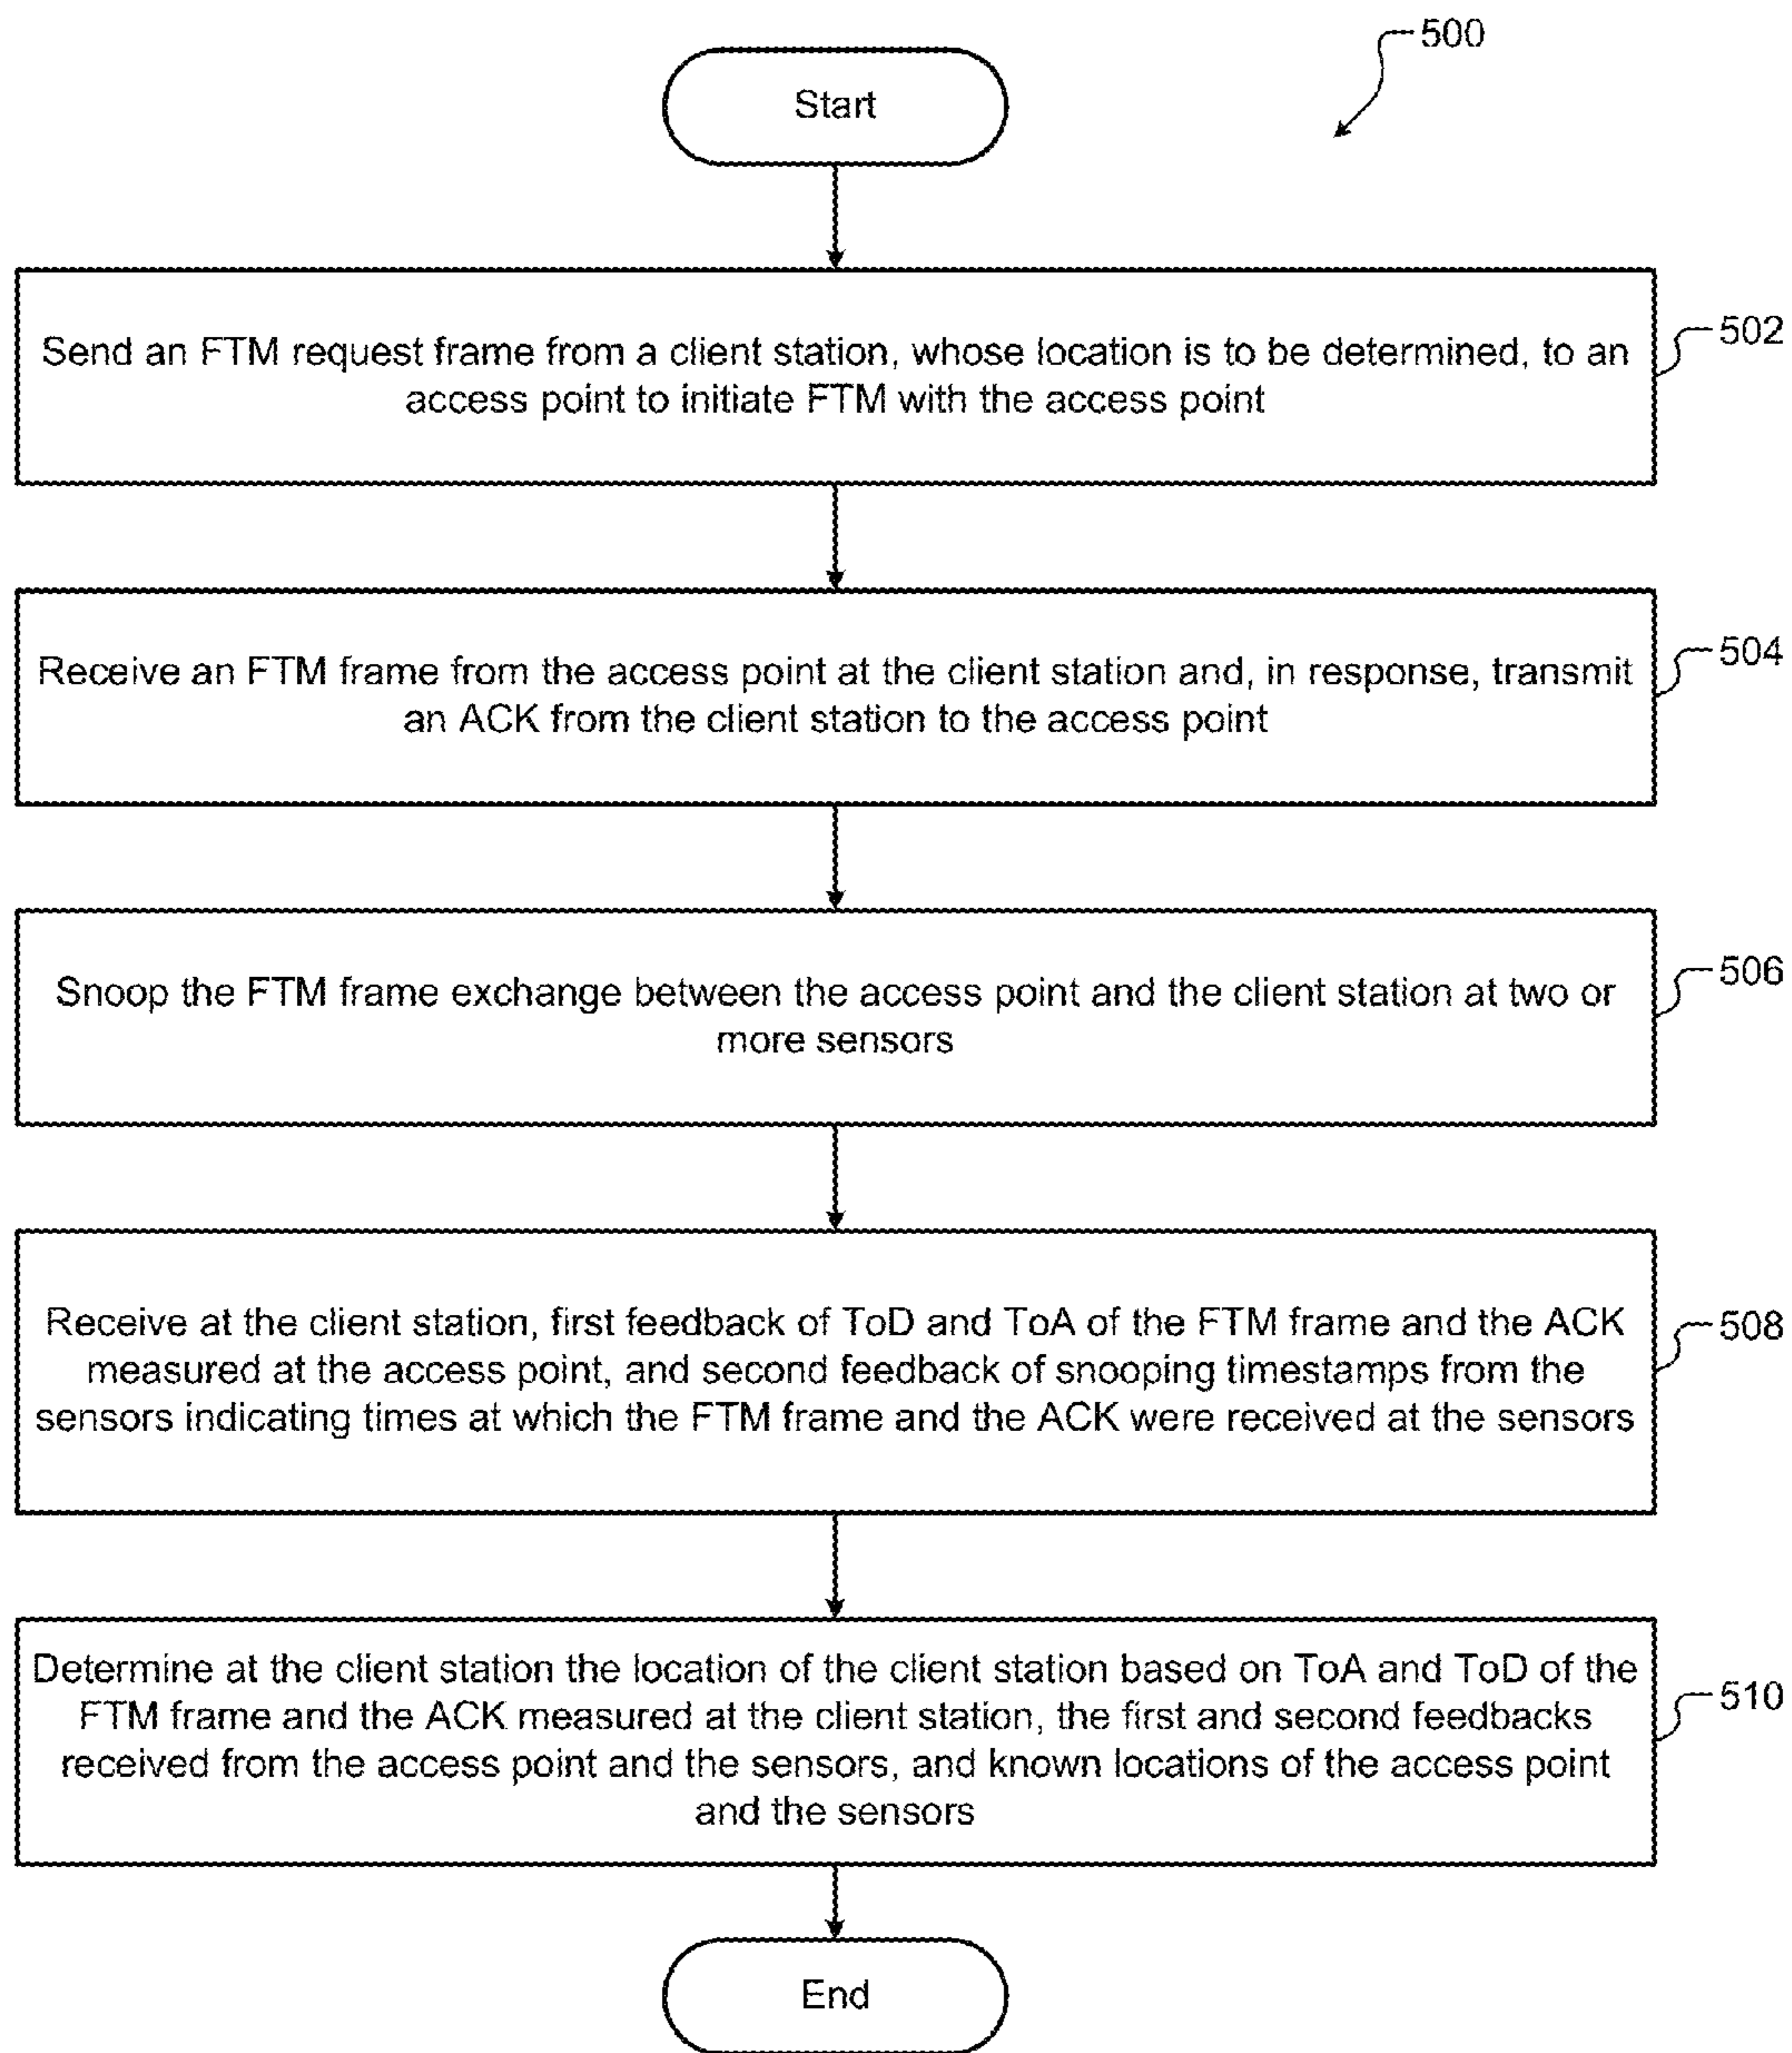 500
Start
Send an FTM request frame from a client station, whose location is to be determined, to an
access point to initiate FTM with the access point
502
Receive an FTM frame from the access point at the client station and, in response, transmit
an ACK from the client station to the access point
504
Snoop the FTM frame exchange between the access point and the client station at two or
more sensors
506
Receive at the client station, first feedback of ToD and ToA of the FTM frame and the ACK
measured at the access point, and second feedback of snooping timestamps from the
sensors indicating times at which the FTM frame and the ACK were received at the sensors
508
Determine at the client station the location of the client station based on ToA and ToD of the
FTM frame and the ACK measured at the client station, the first and second feedbacks
received from the access point and the sensors, and known locations of the access point
and the sensors
510
End